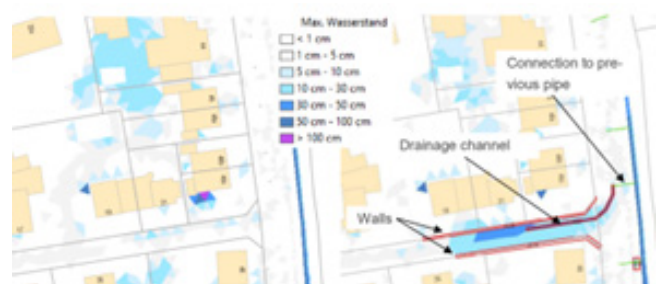 Max. Wasserstand
< 1 cm
1 cm - 5 cm
5 cm - 10 cm
10 cm - 30 cm
30 cm - 50 cm
50 cm - 100 cm
> 100 cm
Connection to pre-
vious pipe
Drainage channel
Walls